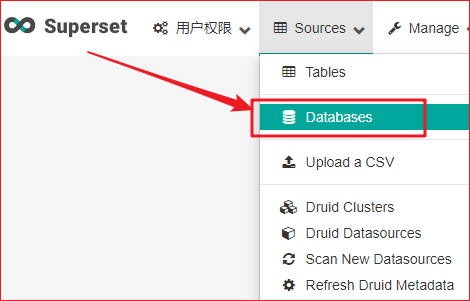 Superset 用户权限 Sources Manage
Tables
Databases
Upload a CSV
Druid Clusters
Druid Datasources
Scan New Datasources
Refresh Druid Metadata